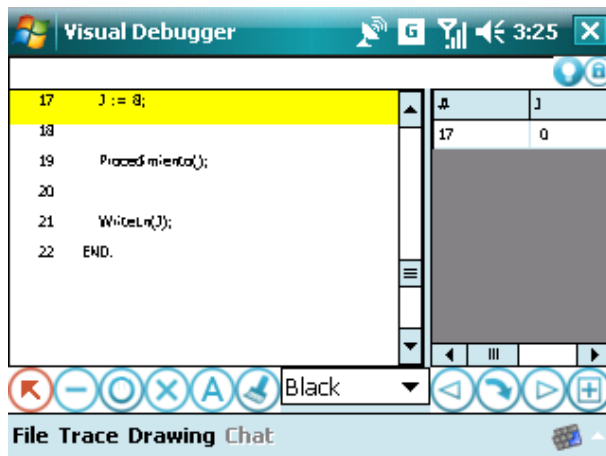 Visual Debugger
G
3:25
17 J := 8;
18
19 Procedimiento();
20
21 WriteLn(J);
22 END.
J
17 0
A
Black
File Trace Drawing Chat